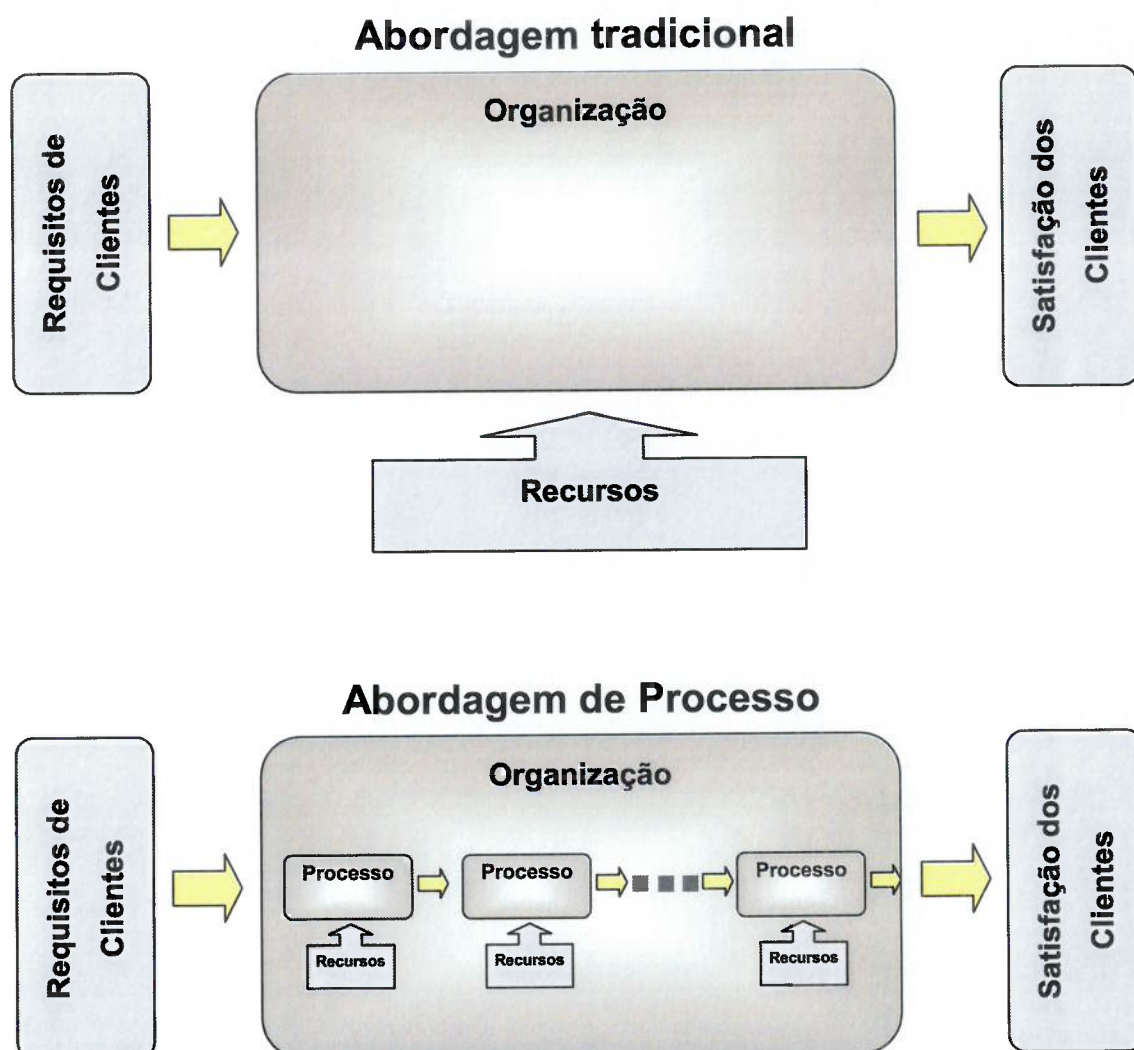 Abordagem tradicional
Requisitos de
Clientes
Organização
Satisfação dos
Clientes
Recursos
Abordagem de Processo
Requisitos de
Clientes
Organização
Processo
Processo
Processo
Recursos
Recursos
Recursos
Satisfação dos
Clientes